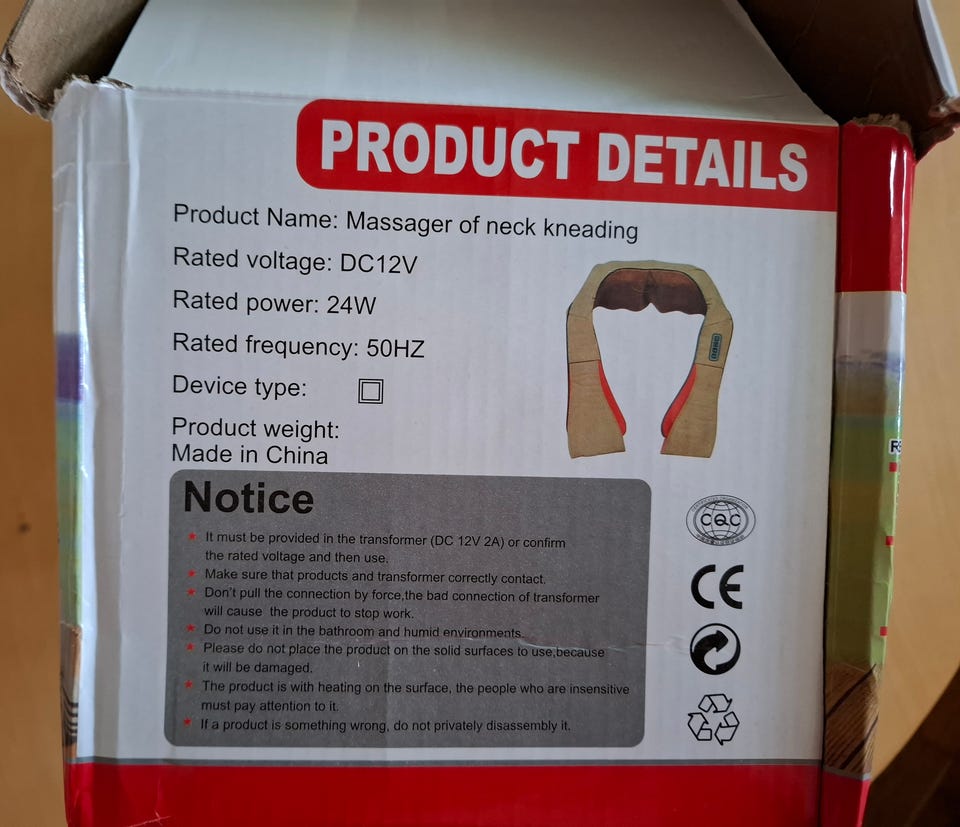 PRODUCT DETAILS
Product Name: Massager of neck kneading
Rated voltage: DC12V
Rated power: 24W
Rated frequency: 50HZ
Device type:
Product weight:
Made in China
Notice
It must be provided in the transformer (DC 12V 2A) or confirm
the rated voltage and then use.
Make sure that products and transformer correctly contact.
Don't pull the connection by force,the bad connection of transformer
will cause the product to stop work.
Do not use it in the bathroom and humid environments.
Please do not place the product on the solid surfaces to use,because
it will be damaged.
The product is with heating on the surface, the people who are insensitive
must pay attention to it.
If a product is something wrong, do not privately disassembly it.
CQC
CE